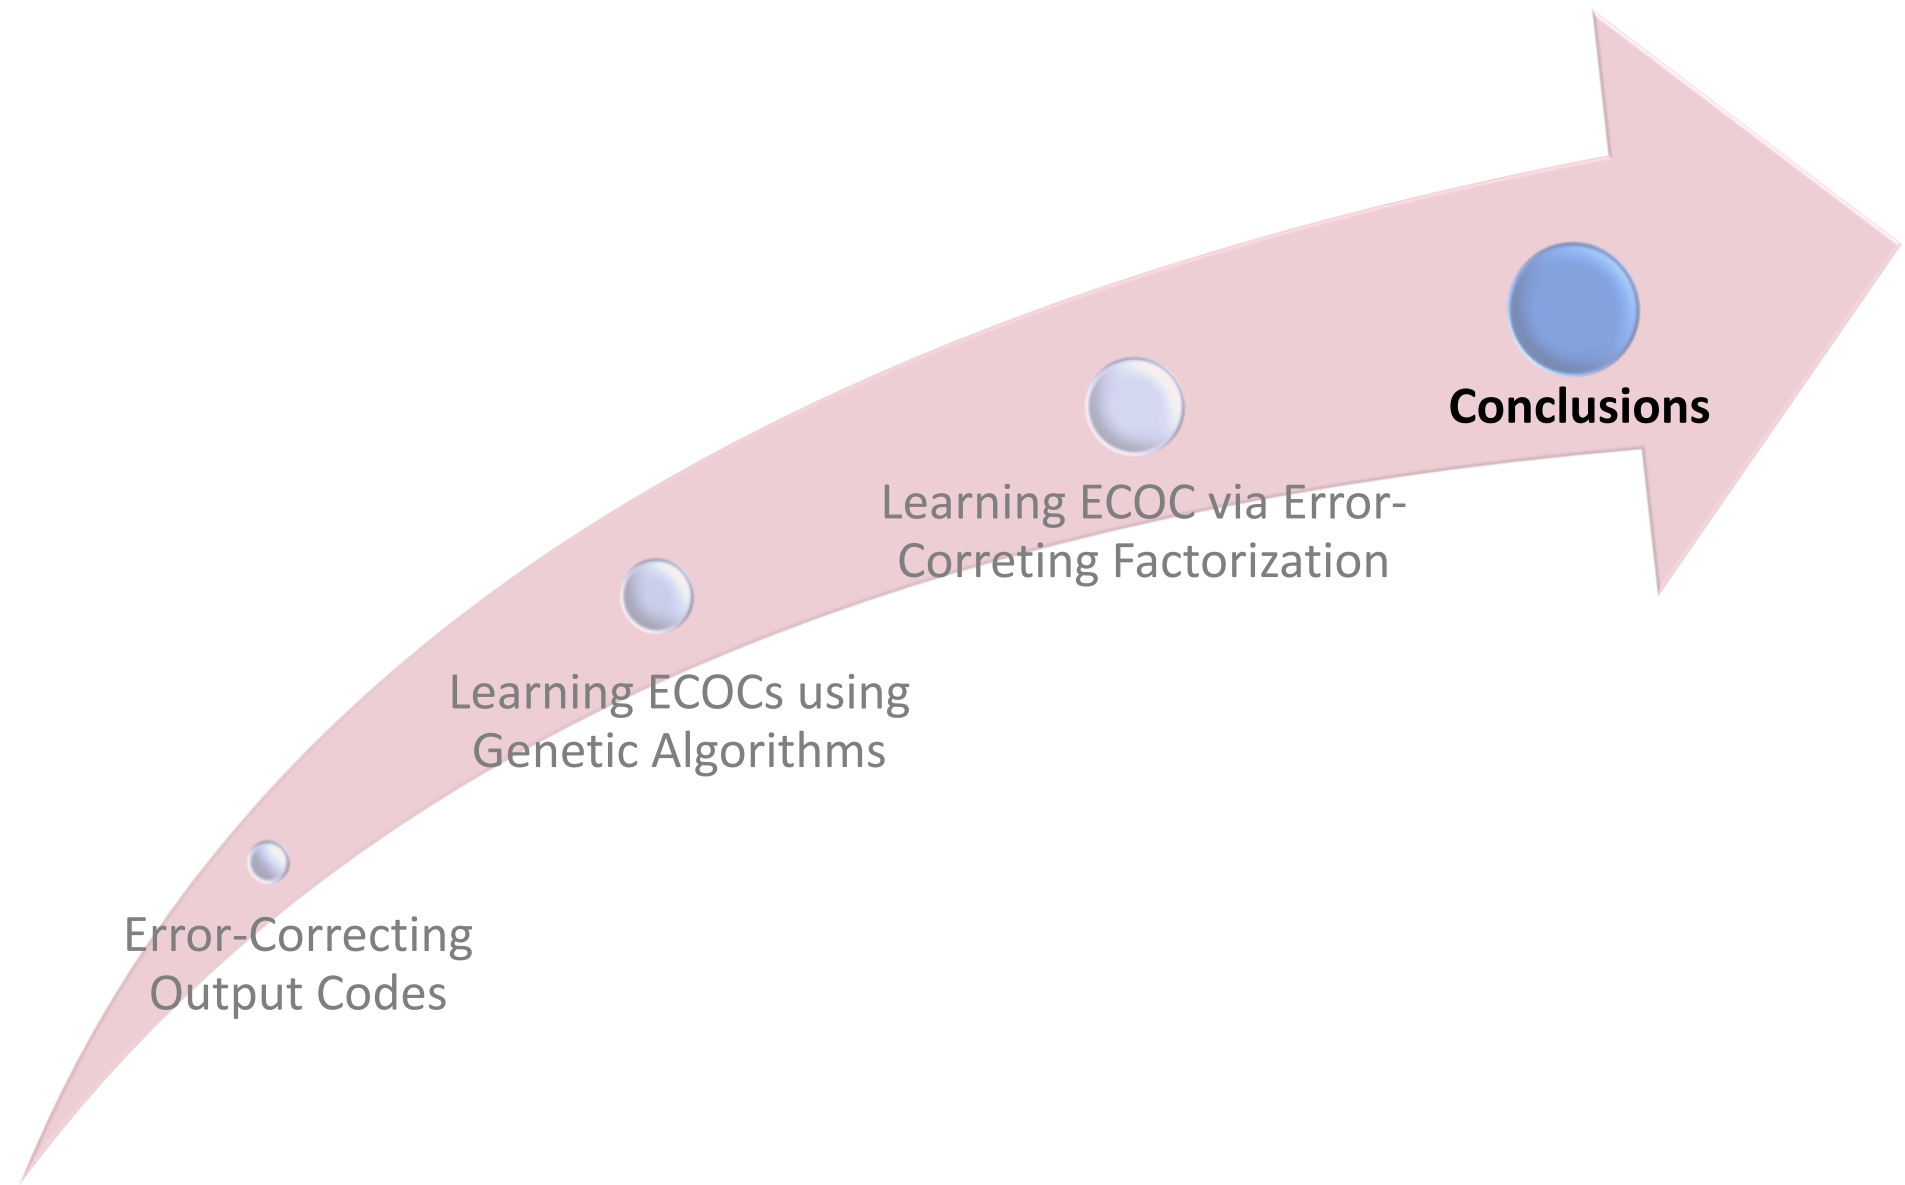 Conclusions
Learning ECOC via Error-
Correting Factorization
Learning ECOCs using
Genetic Algorithms
Error-Correcting
Output Codes